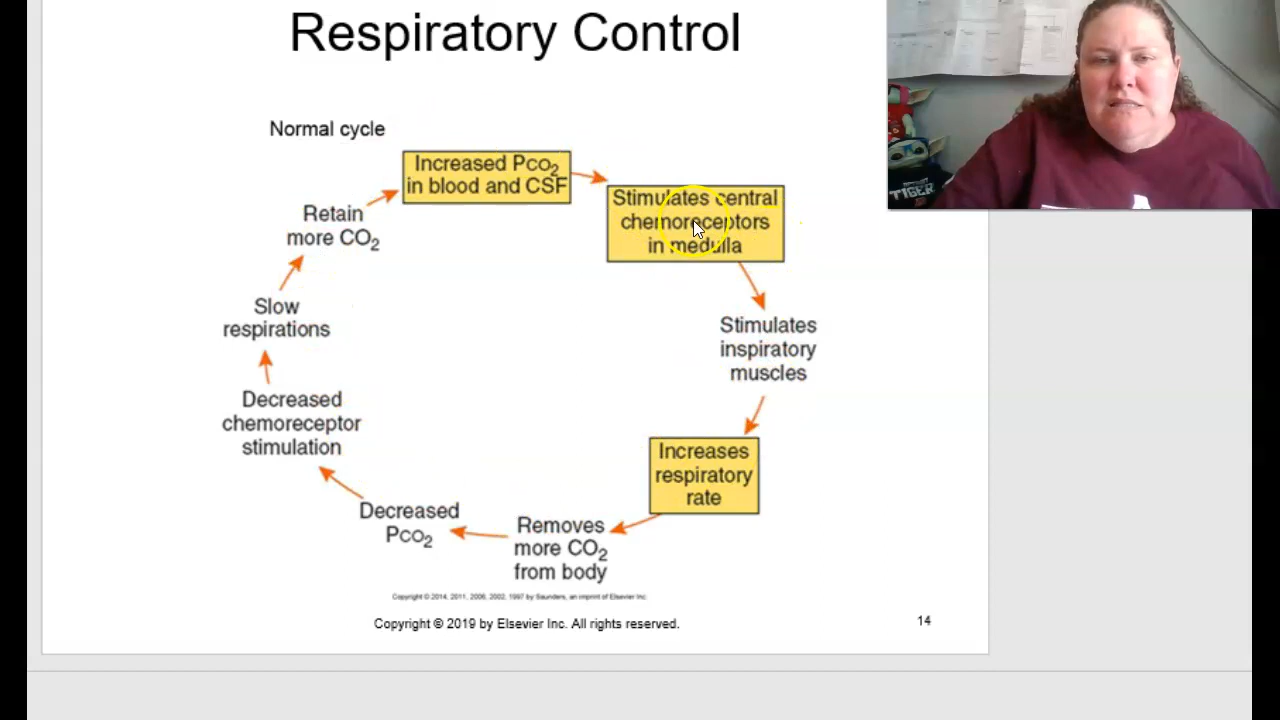 Respiratory Control
Normal cycle
Increased PCO2
in blood and CSF
Stimulates central
chemoreceptors
in medulla
Stimulates
inspiratory
muscles
Increases
respiratory
rate
Removes
more CO2
from body
Decreased
PCO2
Decreased
chemoreceptor
stimulation
Slow
respirations
Retain
more CO2
Copyright © 2014, 2011, 2006, 2002, 1997 by Saunders, an imprint of Elsevier Inc.
Copyright © 2019 by Elsevier Inc. All rights reserved.
14
TIGER